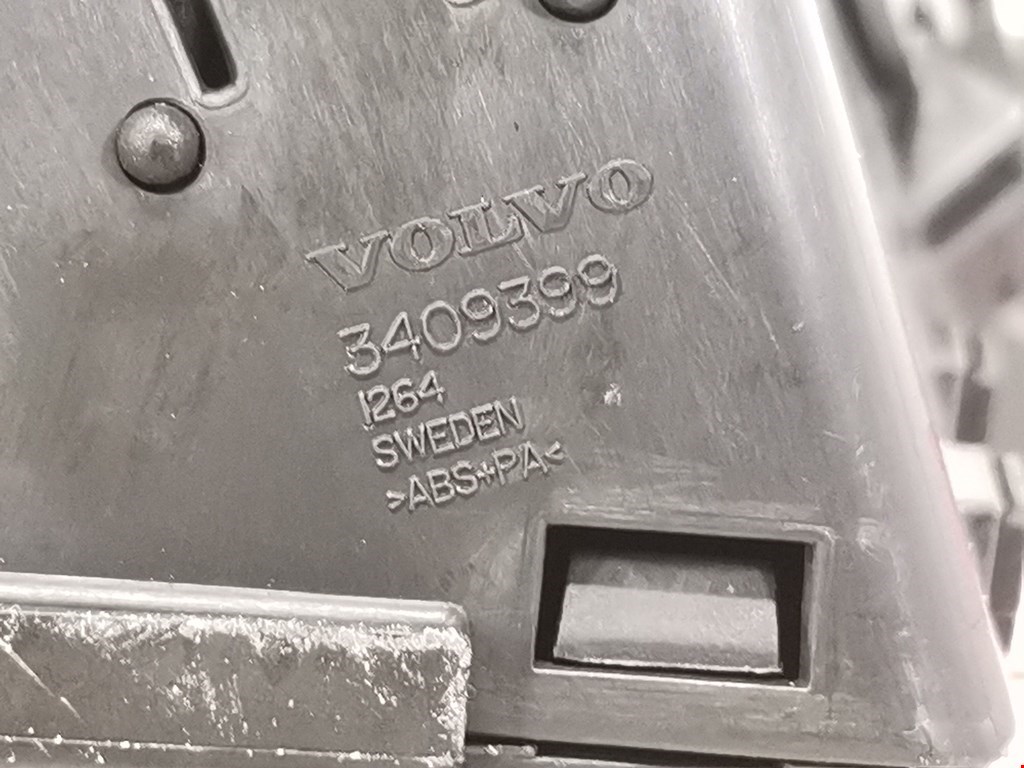 VOLVO
3409399
1264
SWEDEN
>ABS+PA<